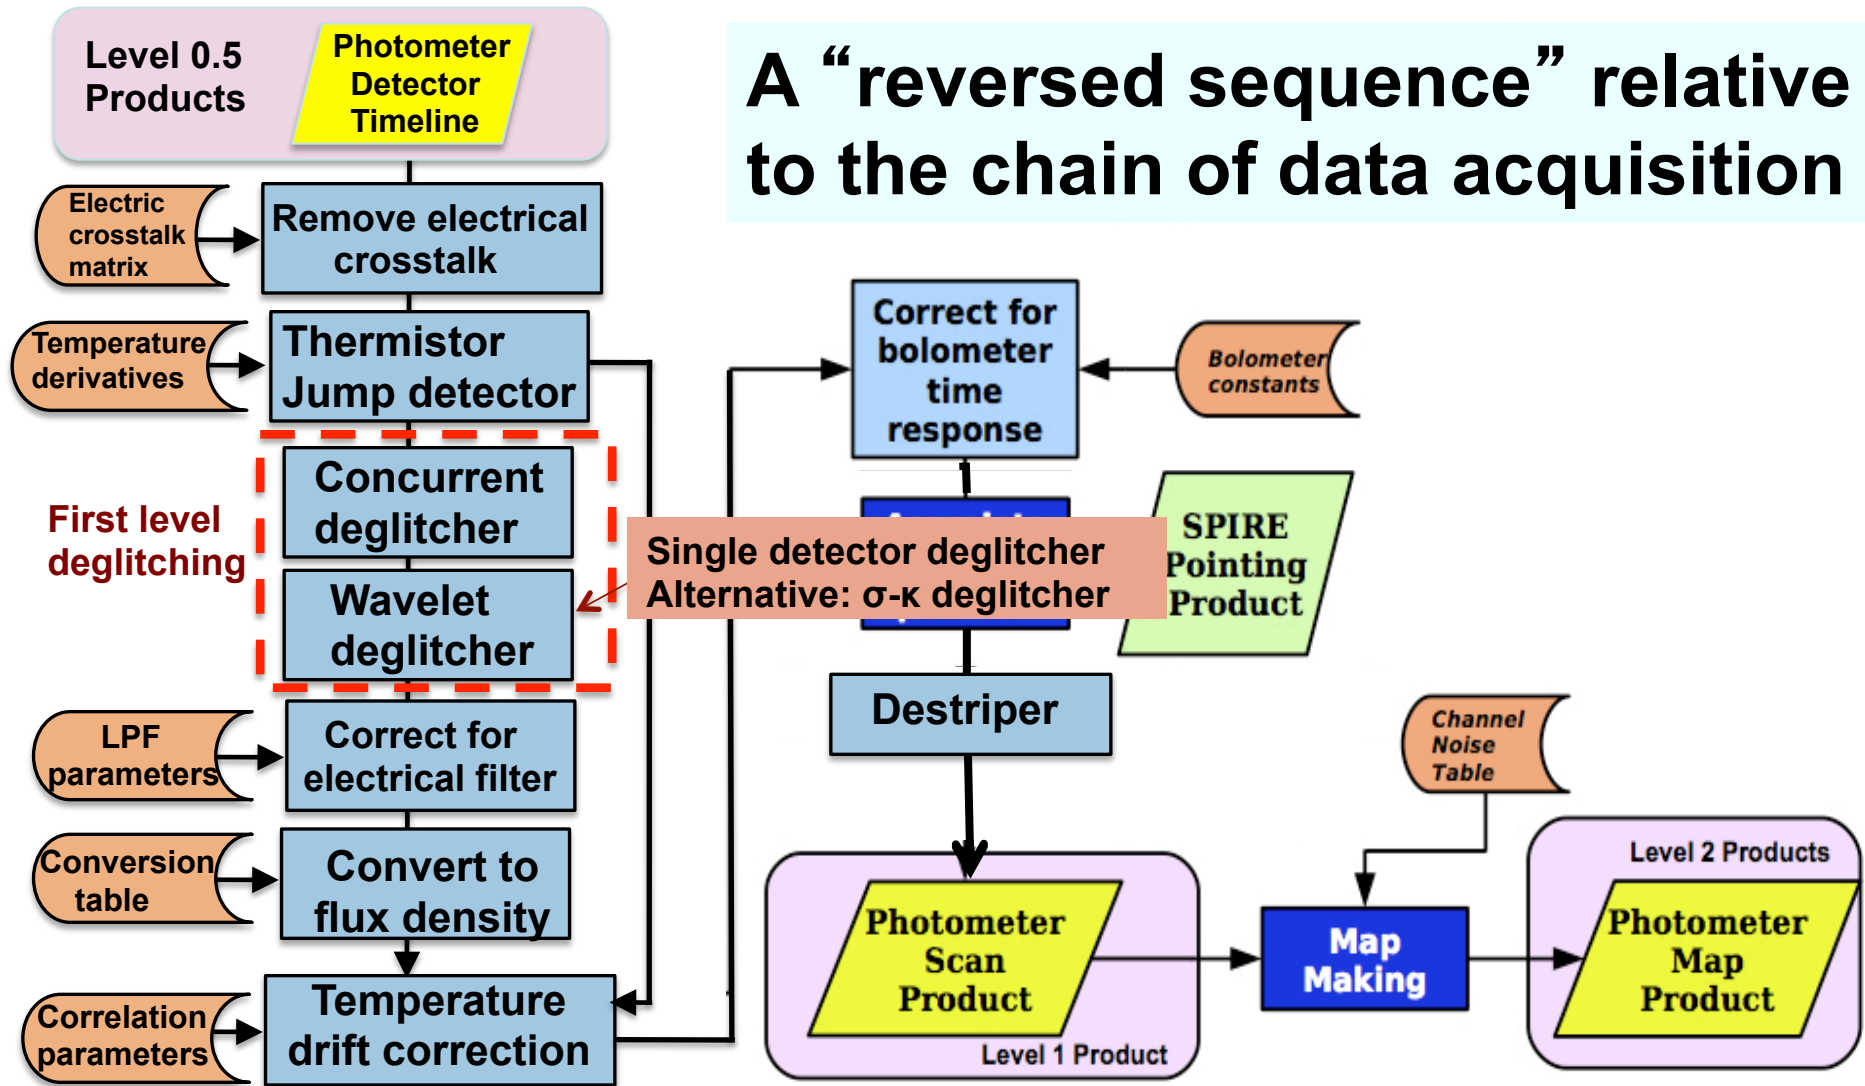 Level 0.5
Products
Photometer
Detector
Timeline
A “reversed sequence” relative
to the chain of data acquisition
Electric
crosstalk
matrix
Remove electrical
crosstalk
Temperature
derivatives
Thermistor
Jump detector
First level
deglitching
Concurrent
deglitcher
Wavelet
deglitcher
Single detector deglitcher
Alternative: σ-κ deglitcher
LPF
parameters
Correct for
electrical filter
Conversion
table
Convert to
flux density
Correlation
parameters
Temperature
drift correction
Correct for
bolometer
time
response
Bolometer
constants
SPIRE
Pointing
Product
Destriper
Channel
Noise
Table
Photometer
Scan
Product
Level 1 Product
Map
Making
Level 2 Products
Photometer
Map
Product